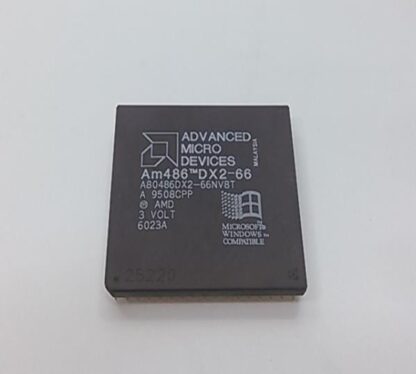 ADVANCED
MICRO
DEVICES
MALAYSIA
Am486™DX2-66
A80486DX2-66NV8T
A 9508CPP
Ⓜ AMD
3 VOLT
6023A
MICROSOFT®
WINDOWS™
COMPATIBLE
25220